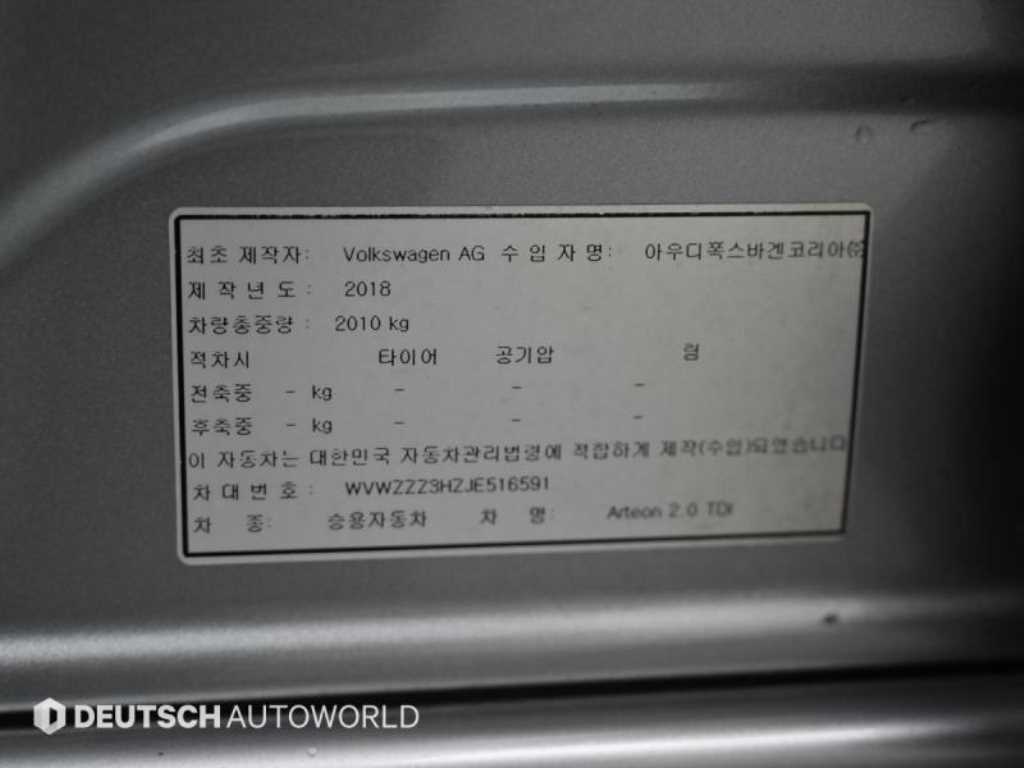 최초 제작자: Volkswagen AG 수 입 자 명: 아우디폭스바겐코리아㈜
제 작 년 도 : 2018
차량총중량 : 2010 kg
적차시 타이어 공기압 림
전축중 - kg - - -
후축중 - kg - - -
이 자동차는 대한민국 자동차관리법령에 적합하게 제작(수입)되었습니다
차 대 번 호 : WVWZZZ3HZJE516591
차 종: 승용자동차 차 명: Arteon 2.0 TDI
DEUTSCH AUTOWORLD